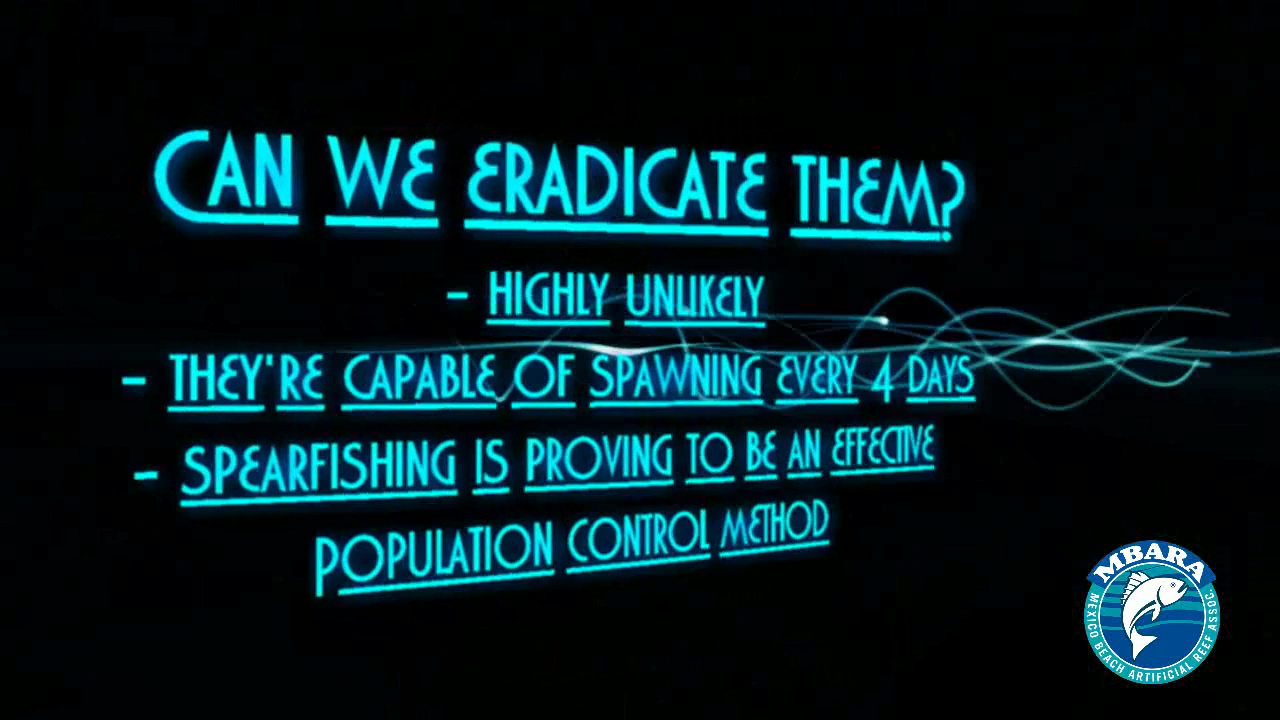 CAN WE ERADICATE THEM?
- HIGHLY UNLIKELY
- THEY'RE CAPABLE OF SPAWNING EVERY 4 DAYS
- SPEARFISHING IS PROVING TO BE AN EFFECTIVE
POPULATION CONTROL METHOD
MBARA
MEXICO BEACH ARTIFICIAL REEF ASSOC.